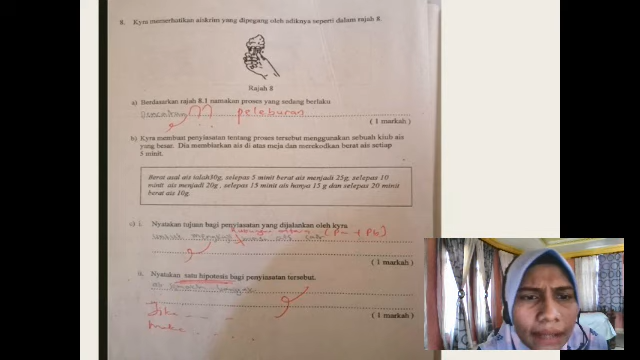 8. Kyra memerhatikan aiskrim yang dipegang oleh adiknya seperti dalam rajah 8.
Rajah 8
a) Berdasarkan rajah 8.1 namakan proses yang sedang berlaku
peleburan
( 1 markah )
b) Kyra membuat penyiasatan tentang proses tersebut menggunakan sebuah kiub ais
yang besar. Dia membiarkan ais di atas meja dan merekodkan berat ais setiap
5 minit.
Berat asal ais ialah30g, selepas 5 minit berat ais menjadi 25g, selepas 10
minit ais menjadi 20g, selepas 15 minit ais hanya 15 g dan selepas 20 minit
berat ais 10g.
c) i. Nyatakan tujuan bagi penyiasatan yang dijalankan oleh kyra.
( 1 markah )
ii. Nyatakan satu hipotesis bagi penyiasatan tersebut.
( 1 markah )